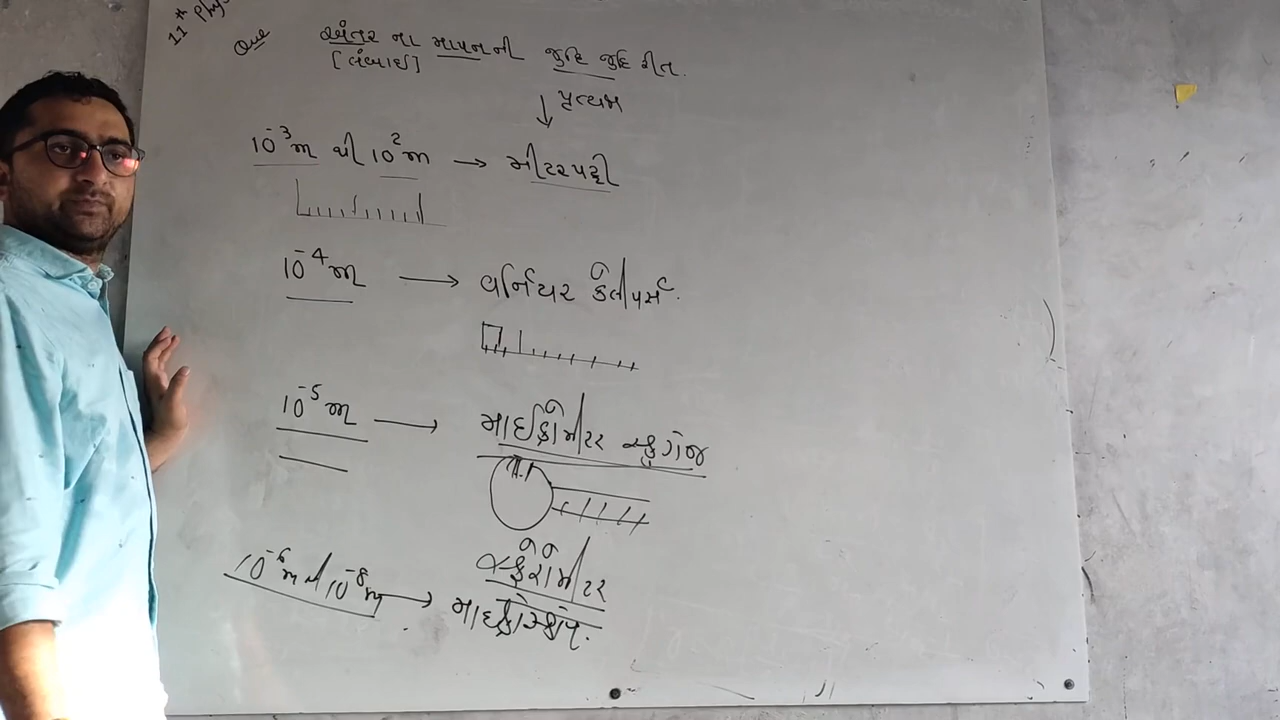 11th Phy
Que અંતર ના માપનની જુદિ જુદિ રીત.
[લંબાઈ]
↓ પ્રત્યક્ષ
10⁻³m થી 10²m → મીટરપટ્ટી
10⁻⁴m → વર્નિયર કેલીપર્સ.
10⁻⁵m → માઈક્રોમીટર સ્ક્રુગેજ
10⁻⁶m થી 10⁻⁸m → સ્ફેરોમીટર
માઈક્રોસ્કોપ.